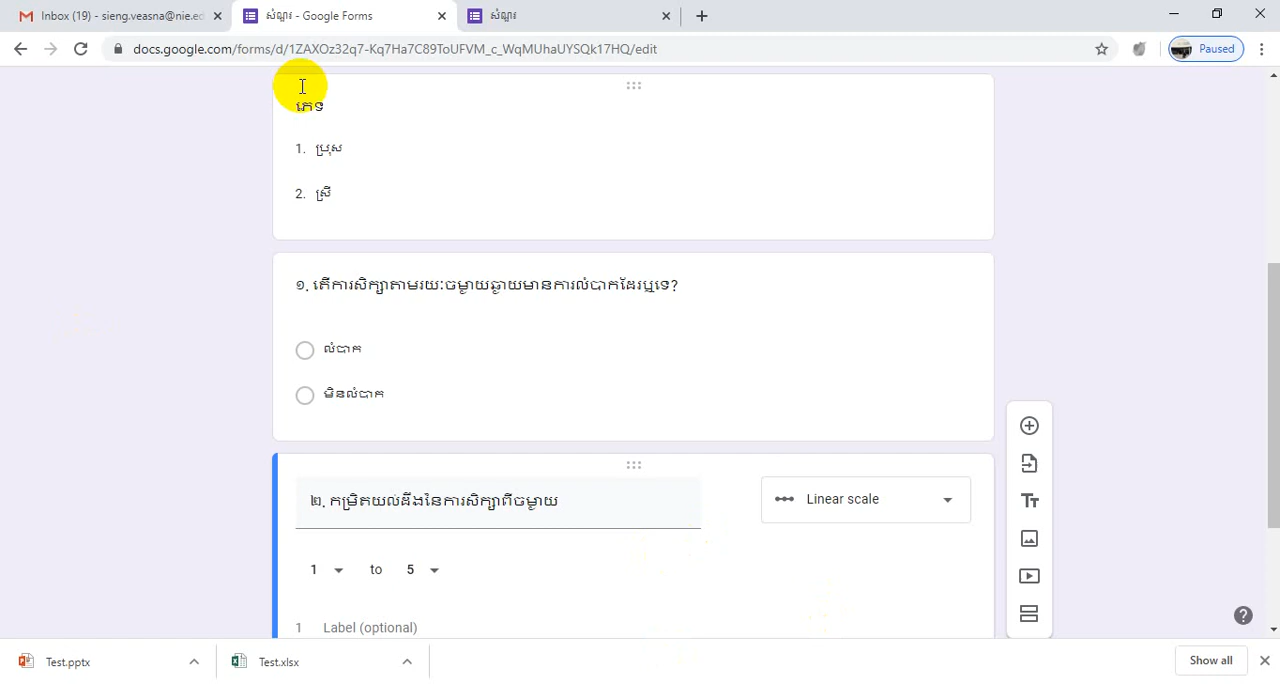 Inbox (19) - sieng.veasna@nie.ed
សំណួរ - Google Forms
សំណួរ
docs.google.com/forms/d/1ZAXOz32q7-Kq7Ha7C89ToUFVM_c_WqMUhaUYSQk17HQ/edit
Paused
ភេទ
1. ប្រុស
2. ស្រី
១. តើការសិក្សាតាមរយៈចម្ងាយឆ្ងាយមានការលំបាកដែរឬទេ?
លំបាក
មិនលំបាក
២. កម្រិតយល់ដឹងនៃការសិក្សាពីចម្ងាយ
Linear scale
1 to 5
1 Label (optional)
Test.pptx
Test.xlsx
Show all